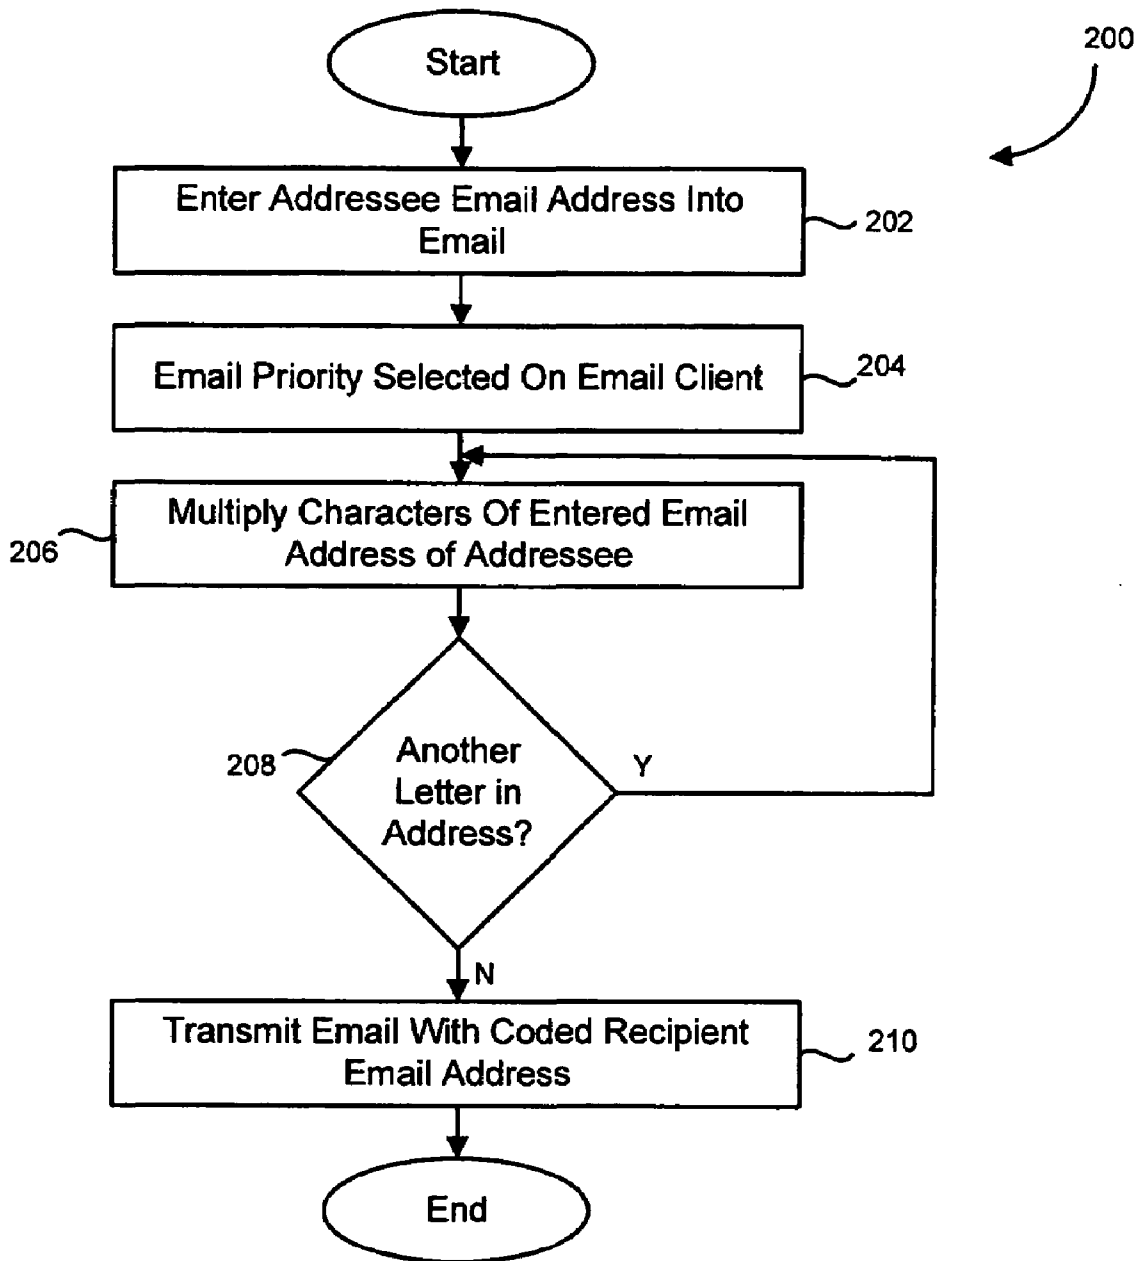 Start
200
Enter Addressee Email Address Into
Email
202
Email Priority Selected On Email Client
204
Multiply Characters Of Entered Email
Address of Addressee
206
Another
Letter in
Address?
208
Y
N
Transmit Email With Coded Recipient
Email Address
210
End